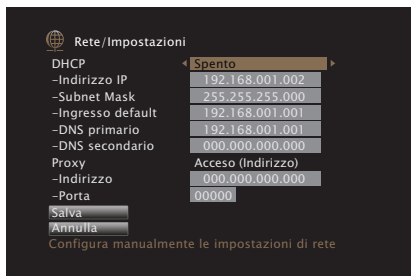 Rete/Impostazioni
DHCP Spento
–Indirizzo IP 192.168.001.002
–Subnet Mask 255.255.255.000
–Ingresso default 192.168.001.001
–DNS primario 192.168.001.001
–DNS secondario 000.000.000.000
Proxy Acceso (Indirizzo)
–Indirizzo 000.000.000.000
–Porta 00000
Salva
Annulla
Configura manualmente le impostazioni di rete